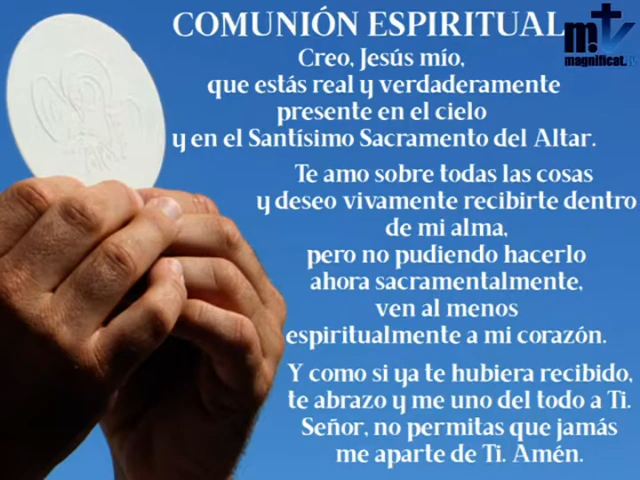 COMUNIÓN ESPIRITUAL
m.tv
magnificat.tv
Creo, Jesús mío,
que estás real y verdaderamente
presente en el cielo
y en el Santísimo Sacramento del Altar.
Te amo sobre todas las cosas
y deseo vivamente recibirte dentro
de mi alma,
pero no pudiendo hacerlo
ahora sacramentalmente,
ven al menos
espiritualmente a mi corazón.
Y como si ya te hubiera recibido,
te abrazo y me uno del todo a Ti.
Señor, no permitas que jamás
me aparte de Ti. Amén.